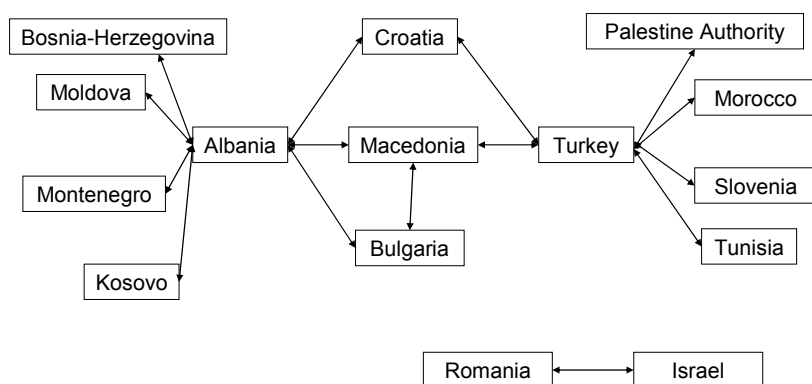 Bosnia-Herzegovina
Croatia
Palestine Authority
Moldova
Morocco
Albania
Macedonia
Turkey
Montenegro
Slovenia
Bulgaria
Tunisia
Kosovo
Romania
Israel